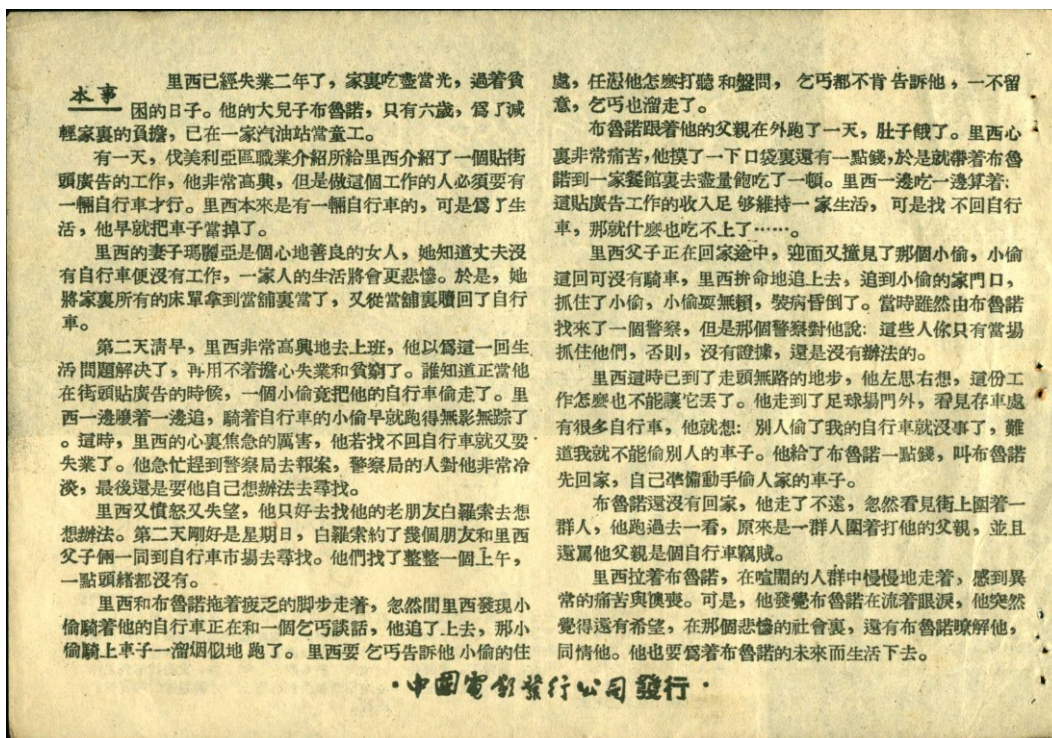 本事
里西已經失業二年了，家裏吃盡當光，過着貧
困的日子。他的大兒子布魯諾，只有六歲，爲了減
輕家裏的負擔，已在一家汽油站當童工。
有一天，伐美利亞區職業介紹所給里西介紹了一個貼街
頭廣告的工作，他非常高興，但是做這個工作的人必須要有
一輛自行車才行。里西本來是有一輛自行車的，可是爲了生
活，他早就把車子當掉了。
里西的妻子瑪麗亞是個心地善良的女人，她知道丈夫沒
有自行車便沒有工作，一家人的生活將會更悲慘。於是，她
將家裏所有的床單拿到當舖裏當了，又從當舖裏贖回了自行
車。
第二天淸早，里西非常高興地去上班，他以爲這一回生
活問題解决了，再用不着擔心失業和貧窮了。誰知道正當他
在街頭貼廣告的時候，一個小偷竟把他的自行車偷走了。里
西一邊嚷着一邊追，騎着自行車的小偷早就跑得無影無踪了
。這時，里西的心裏焦急的厲害，他若找不回自行車就又要
失業了。他急忙趕到警察局去報案，警察局的人對他非常冷
淡，最後還是要他自己想辦法去尋找。
里西又憤怒又失望，他只好去找他的老朋友白羅索去想
想辦法。第二天剛好是星期日，白羅索約了幾個朋友和里西
父子倆一同到自行車市場去尋找。他們找了整整一個上午，
一點頭緒都沒有。
里西和布魯諾拖着疲乏的脚步走着，忽然間里西發現小
偷騎着他的自行車正在和一個乞丐談話，他追了上去，那小
偷騎上車子一溜烟似地跑了。里西要乞丐告訴他小偷的住
處，任憑他怎麽打聽和盤問，乞丐都不肯告訴他，一不留
意，乞丐也溜走了。
布魯諾跟着他的父親在外跑了一天，肚子餓了。里西心
裏非常痛苦，他摸了一下口袋裏還有一點錢，於是就帶着布魯
諾到一家餐館裏去盡量飽吃了一頓。里西一邊吃一邊算着：
這貼廣告工作的收入足夠維持一家生活，可是找不回自行
車，那就什麽也吃不上了……。
里西父子正在回家途中，迎面又撞見了那個小偷，小偷
這回可沒有騎車，里西拚命地追上去，追到小偷的家門口，
抓住了小偷，小偷耍無賴，裝病昏倒了。當時雖然由布魯諾
找來了一個警察，但是那個警察對他說：這些人你只有當場
抓住他們，否則，沒有證據，還是沒有辦法的。
里西這時已到了走頭無路的地步，他左思右想，這份工
作怎麽也不能讓它丟了。他走到了足球場門外，看見存車處
有很多自行車，他就想：別人偷了我的自行車就沒事了，難
道我就不能偷別人的車子。他給了布魯諾一點錢，叫布魯諾
先回家，自己準備動手偷人家的車子。
布魯諾還沒有回家，他走了不遠，忽然看見街上圍着一
群人，他跑過去一看，原來是一群人圍着打他的父親，並且
還駡他父親是個自行車竊賊。
里西拉着布魯諾，在喧鬧的人群中慢慢地走着，感到異
常的痛苦與懊喪。可是，他發覺布魯諾在流着眼淚，他突然
覺得還有希望，在那個悲慘的社會裏，還有布魯諾瞭解他，
同情他。他也要爲着布魯諾的未來而生活下去。
·中國電影發行公司發行·